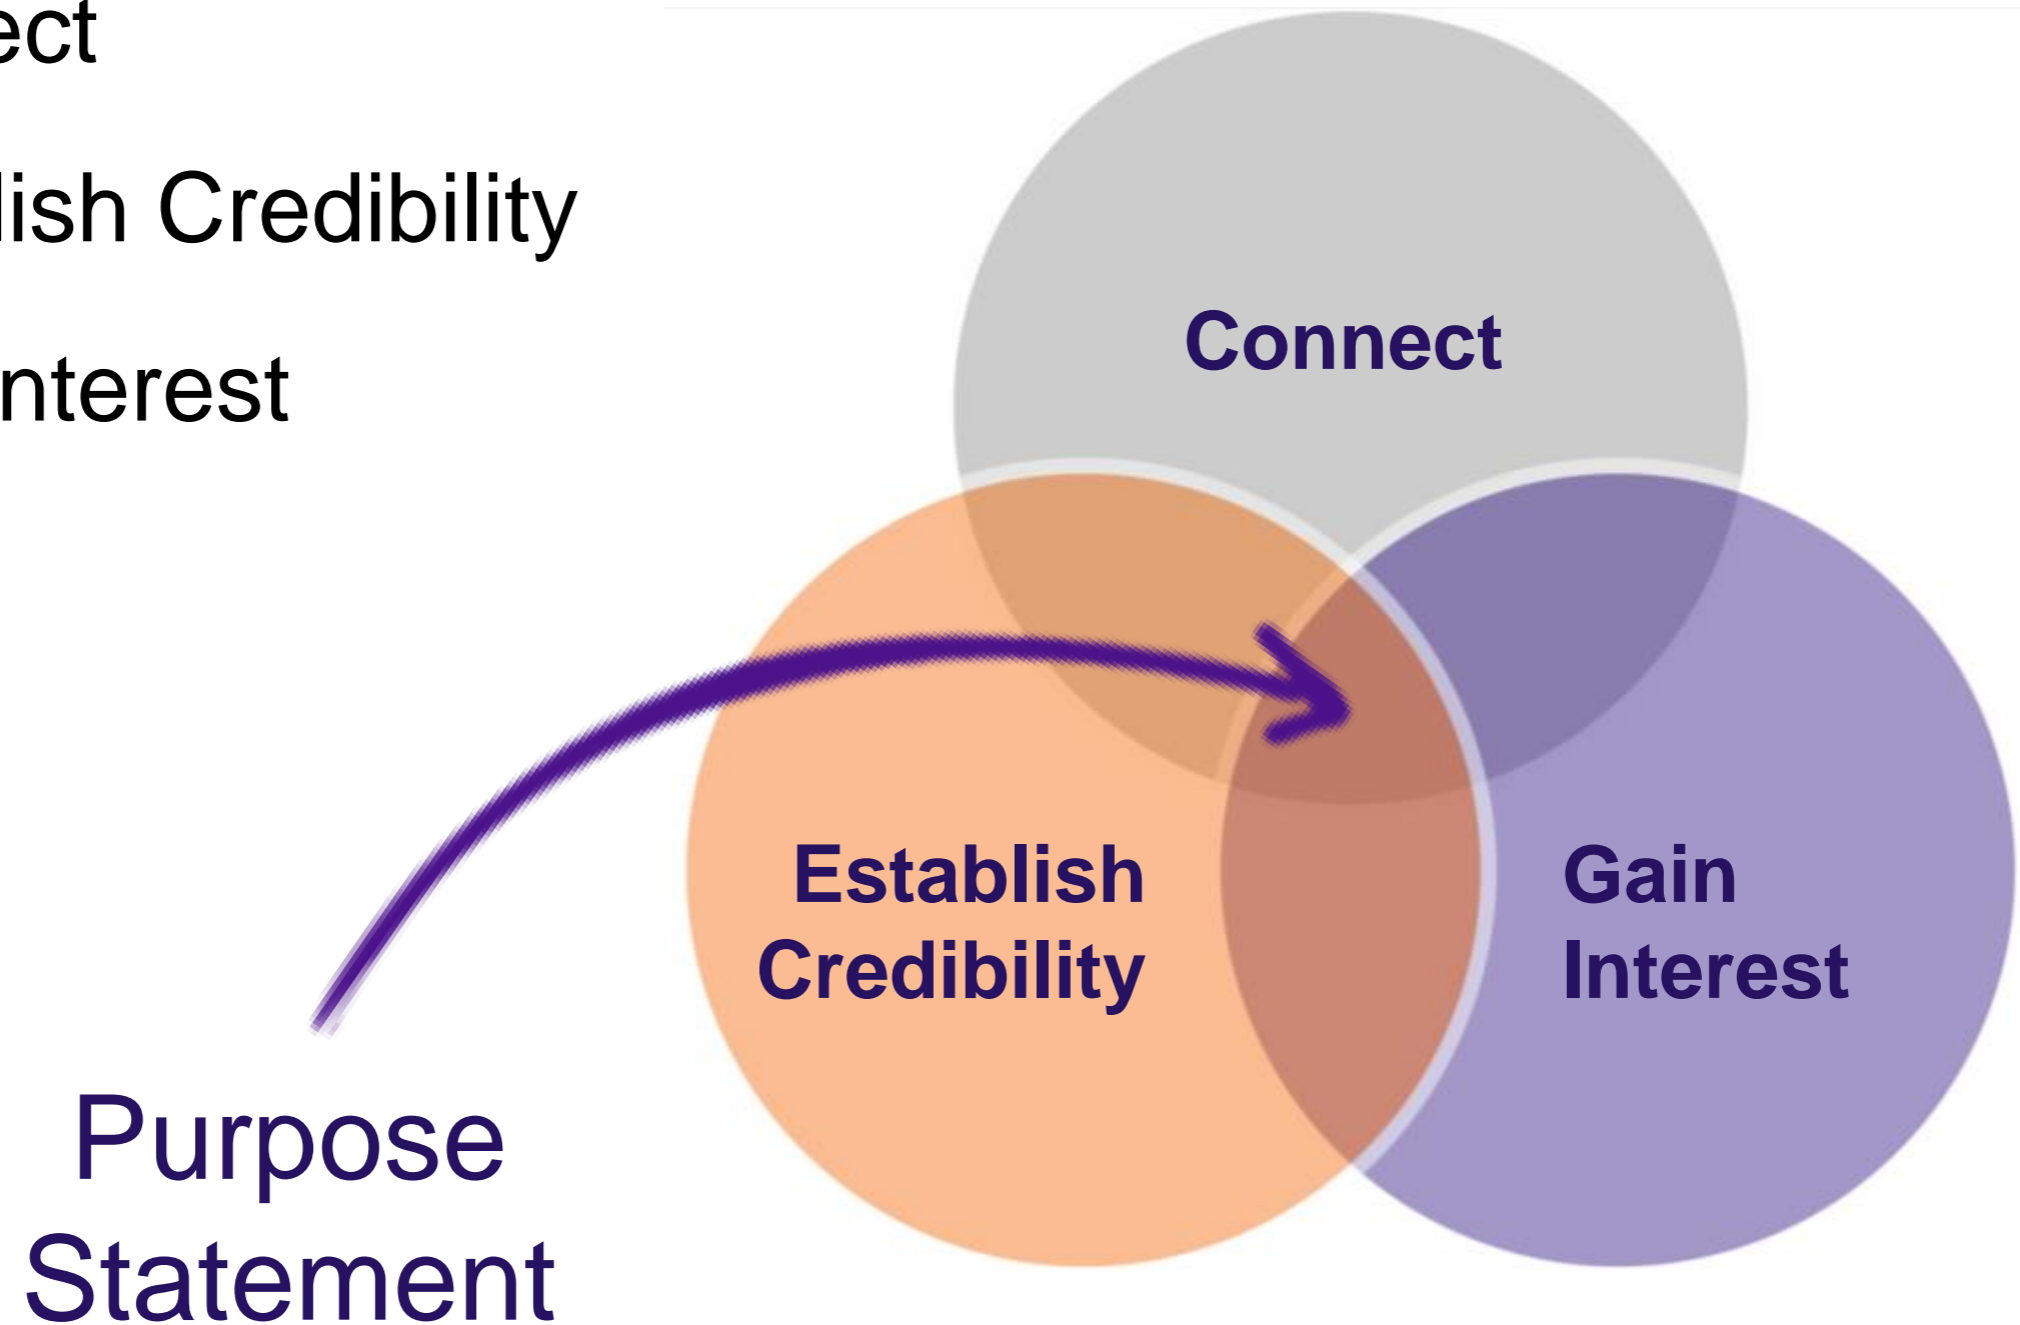 ect
lish Credibility
nterest
Connect
Establish
Credibility
Gain
Interest
Purpose
Statement